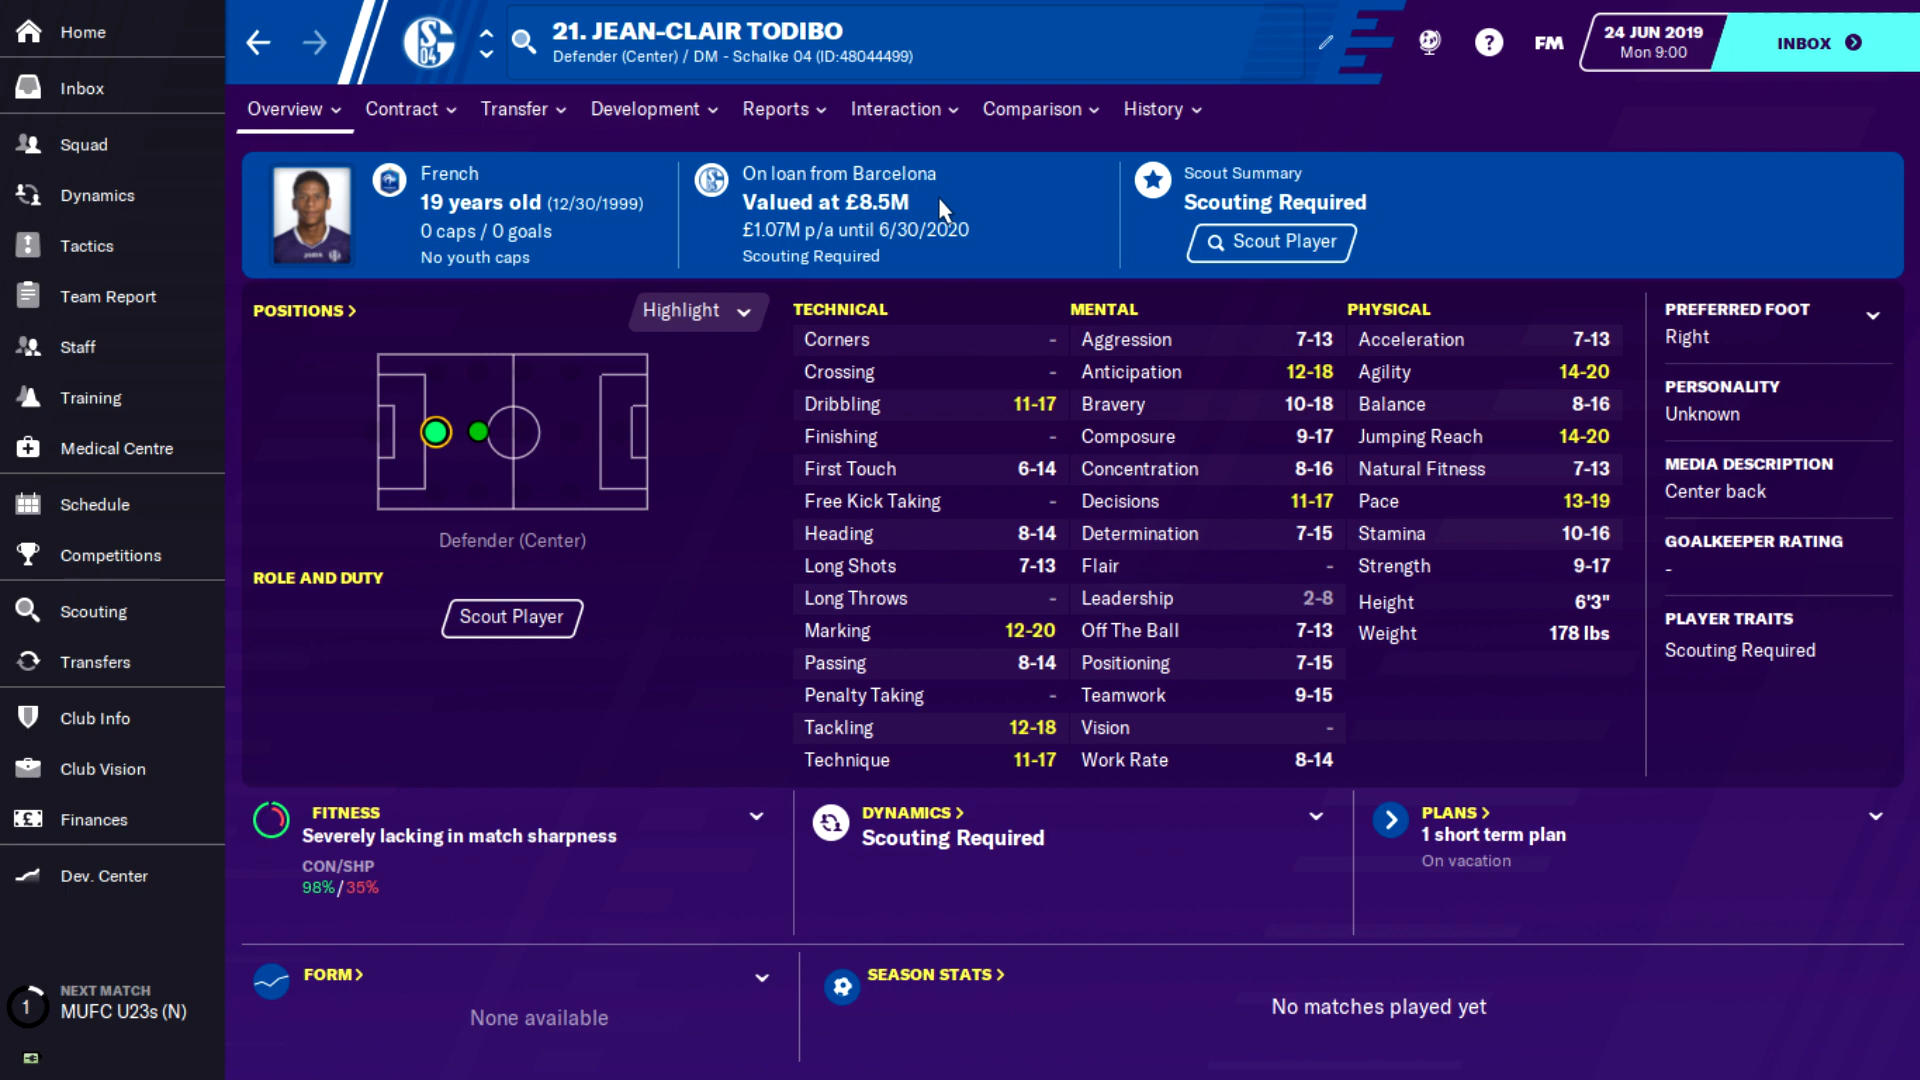 Home
Inbox
Squad
Dynamics
Tactics
Team Report
Staff
Training
Medical Centre
Schedule
Competitions
Scouting
Transfers
Club Info
Club Vision
Finances
Dev. Center
1
NEXT MATCH
MUFC U23s (N)
S 04
21. JEAN-CLAIR TODIBO
Defender (Center) / DM - Schalke 04 (ID:48044499)
?
FM
24 JUN 2019
Mon 9:00
INBOX
Overview
Contract
Transfer
Development
Reports
Interaction
Comparison
History
French
19 years old (12/30/1999)
0 caps / 0 goals
No youth caps
On loan from Barcelona
Valued at £8.5M
£1.07M p/a until 6/30/2020
Scouting Required
Scout Summary
Scouting Required
Scout Player
POSITIONS >
Highlight
Defender (Center)
ROLE AND DUTY
Scout Player
TECHNICAL
Corners -
Crossing -
Dribbling 11-17
Finishing -
First Touch 6-14
Free Kick Taking -
Heading 8-14
Long Shots 7-13
Long Throws -
Marking 12-20
Passing 8-14
Penalty Taking -
Tackling 12-18
Technique 11-17
MENTAL
Aggression 7-13
Anticipation 12-18
Bravery 10-18
Composure 9-17
Concentration 8-16
Decisions 11-17
Determination 7-15
Flair -
Leadership 2-8
Off The Ball 7-13
Positioning 7-15
Teamwork 9-15
Vision -
Work Rate 8-14
PHYSICAL
Acceleration 7-13
Agility 14-20
Balance 8-16
Jumping Reach 14-20
Natural Fitness 7-13
Pace 13-19
Stamina 10-16
Strength 9-17
Height 6'3"
Weight 178 lbs
PREFERRED FOOT
Right
PERSONALITY
Unknown
MEDIA DESCRIPTION
Center back
GOALKEEPER RATING
-
PLAYER TRAITS
Scouting Required
FITNESS
Severely lacking in match sharpness
CON/SHP
98% / 35%
DYNAMICS >
Scouting Required
PLANS >
1 short term plan
On vacation
FORM >
None available
SEASON STATS >
No matches played yet